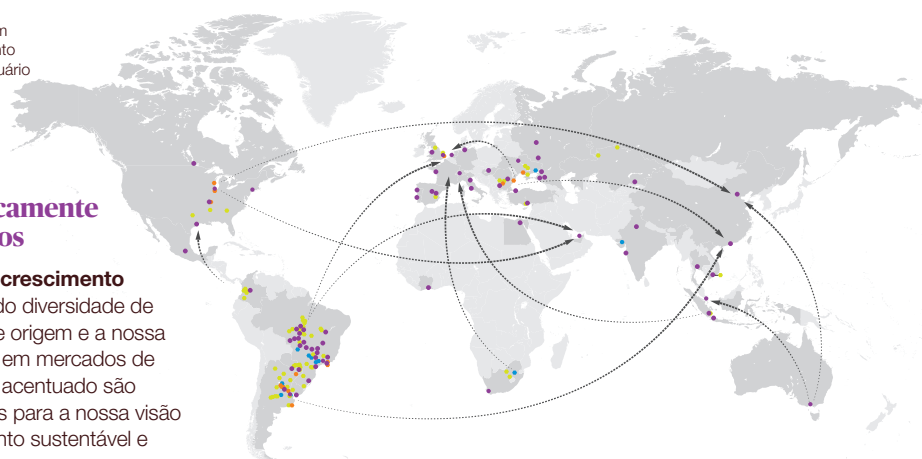 m
nto
uário
camente
os
crescimento
do diversidade de
e origem e a nossa
em mercados de
acentuado são
s para a nossa visão
nto sustentável e